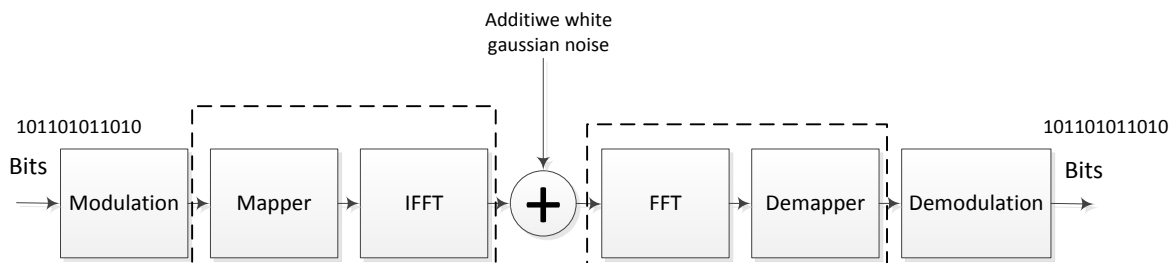 Additiwe white
gaussian noise
101101011010
101101011010
Bits
Bits
Modulation
Mapper
IFFT
+
FFT
Demapper
Demodulation